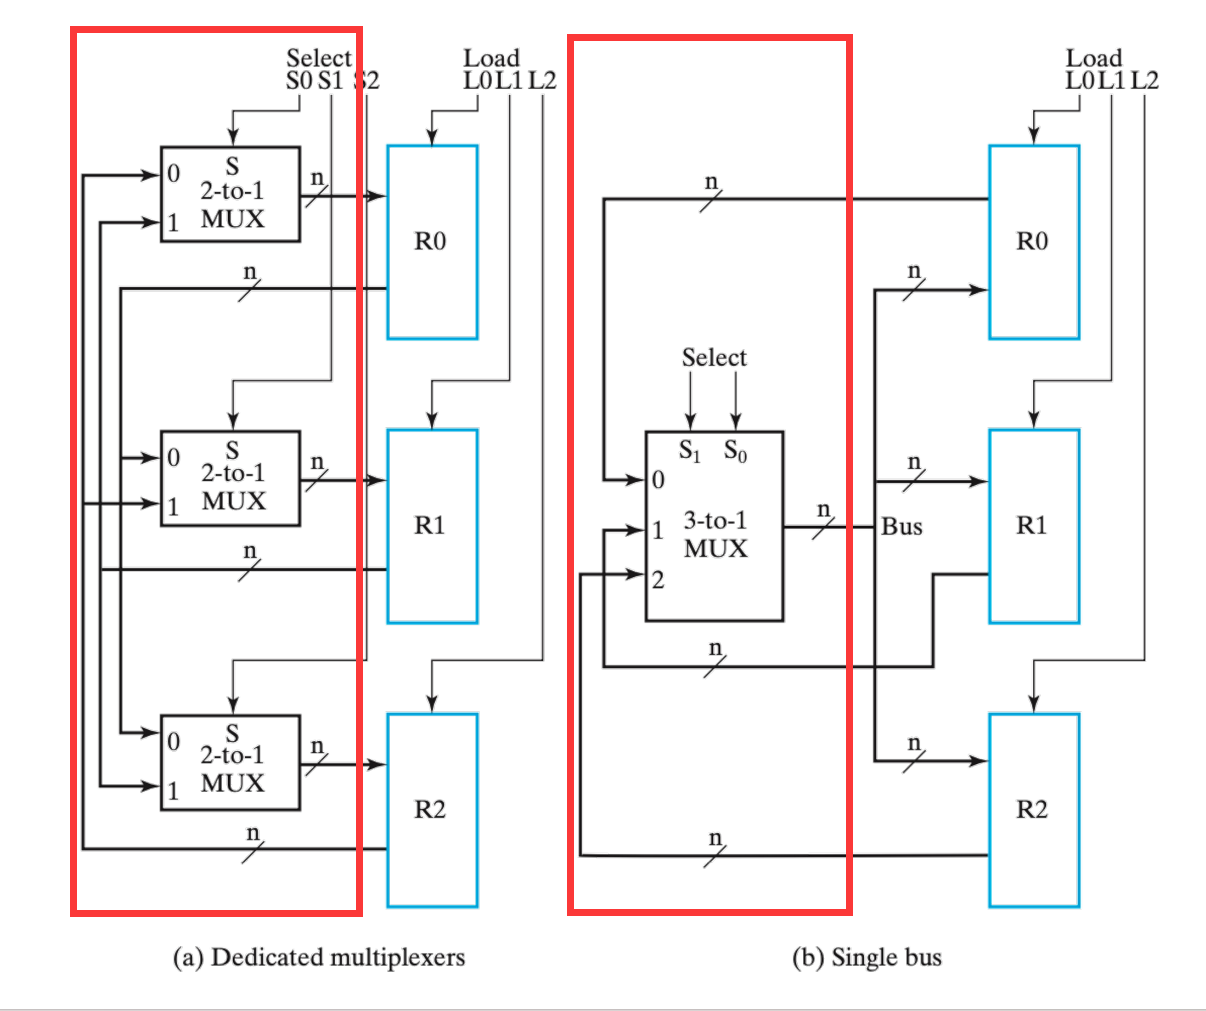 Select
S0 S1 S2
Load
L0 L1 L2
0
S
2-to-1
MUX
1
n
R0
n
0
S
2-to-1
MUX
1
n
R1
n
0
S
2-to-1
MUX
1
n
R2
n
(a) Dedicated multiplexers
Load
L0 L1 L2
n
R0
n
Select
S1 S0
0
1
2
3-to-1
MUX
n
Bus
n
R1
n
n
R2
n
(b) Single bus